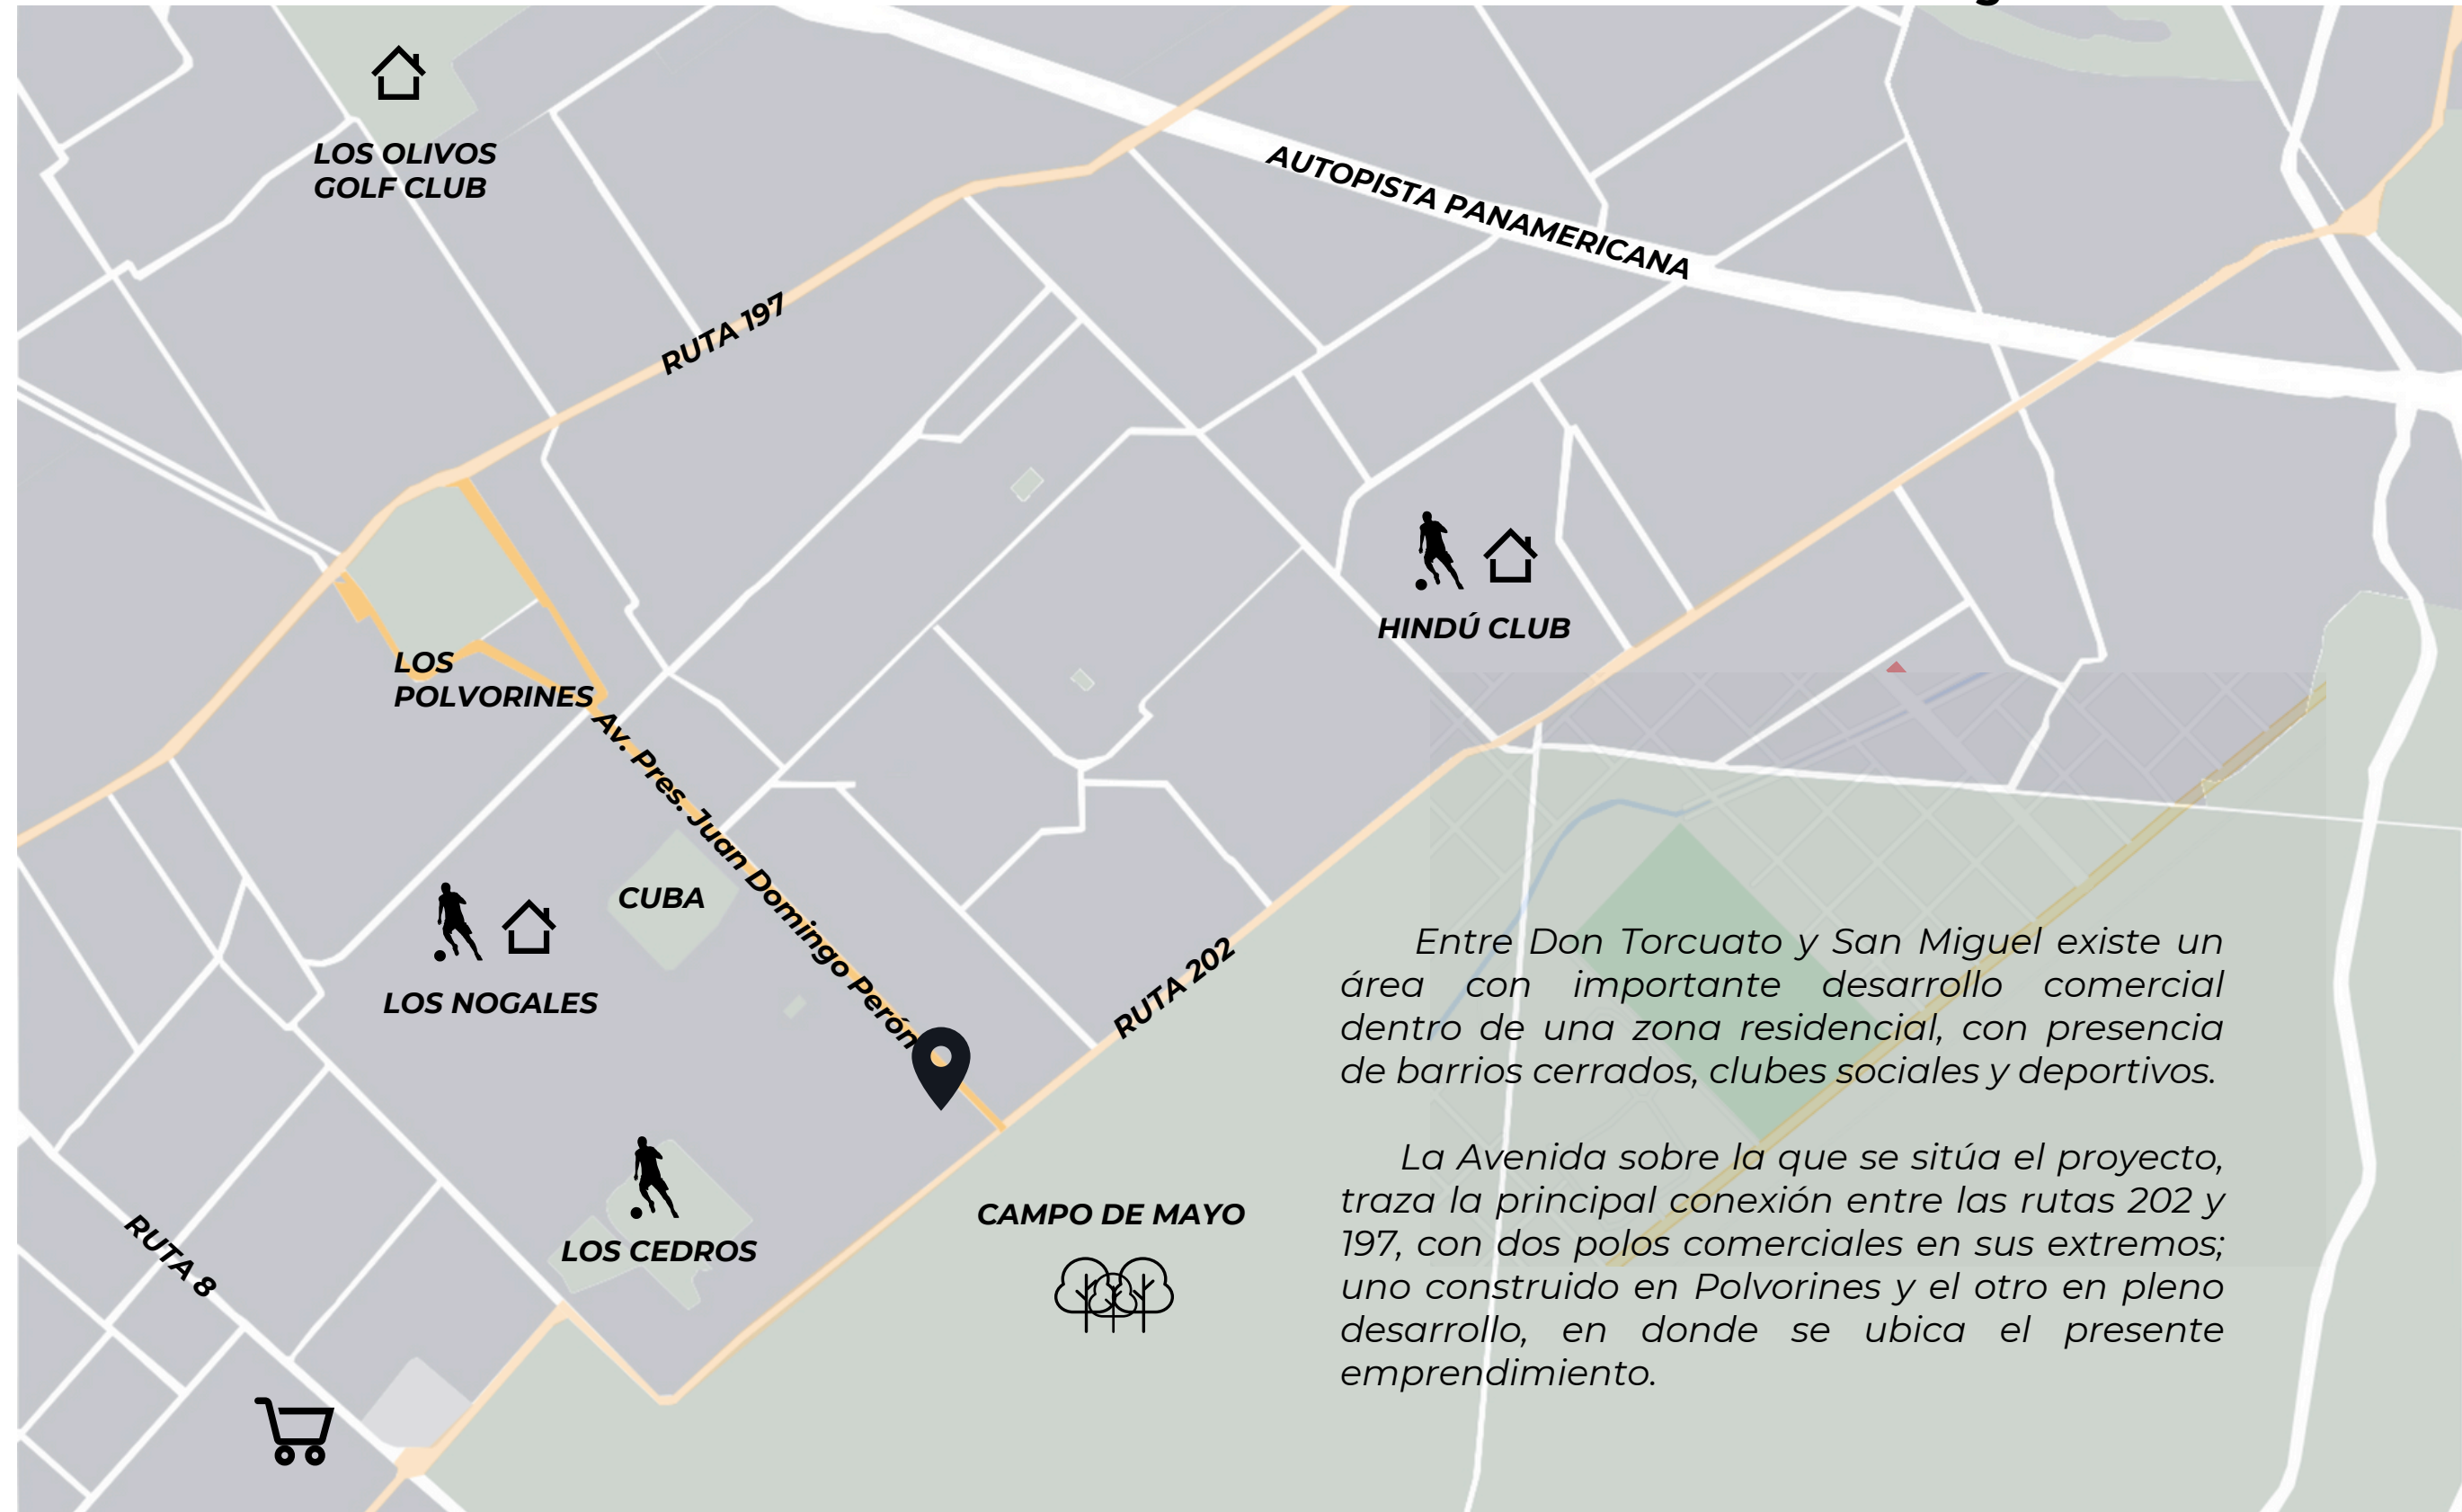 LOS OLIVOS
GOLF CLUB
AUTOPISTA PANAMERICANA
RUTA 197
HINDÚ CLUB
LOS
POLVORINES
Av. Pres. Juan Domingo Perón
CUBA
LOS NOGALES
RUTA 202
LOS CEDROS
CAMPO DE MAYO
RUTA 8
Entre Don Torcuato y San Miguel existe un
área con importante desarrollo comercial
dentro de una zona residencial, con presencia
de barrios cerrados, clubes sociales y deportivos.
La Avenida sobre la que se sitúa el proyecto,
traza la principal conexión entre las rutas 202 y
197, con dos polos comerciales en sus extremos;
uno construido en Polvorines y el otro en pleno
desarrollo, en donde se ubica el presente
emprendimiento.